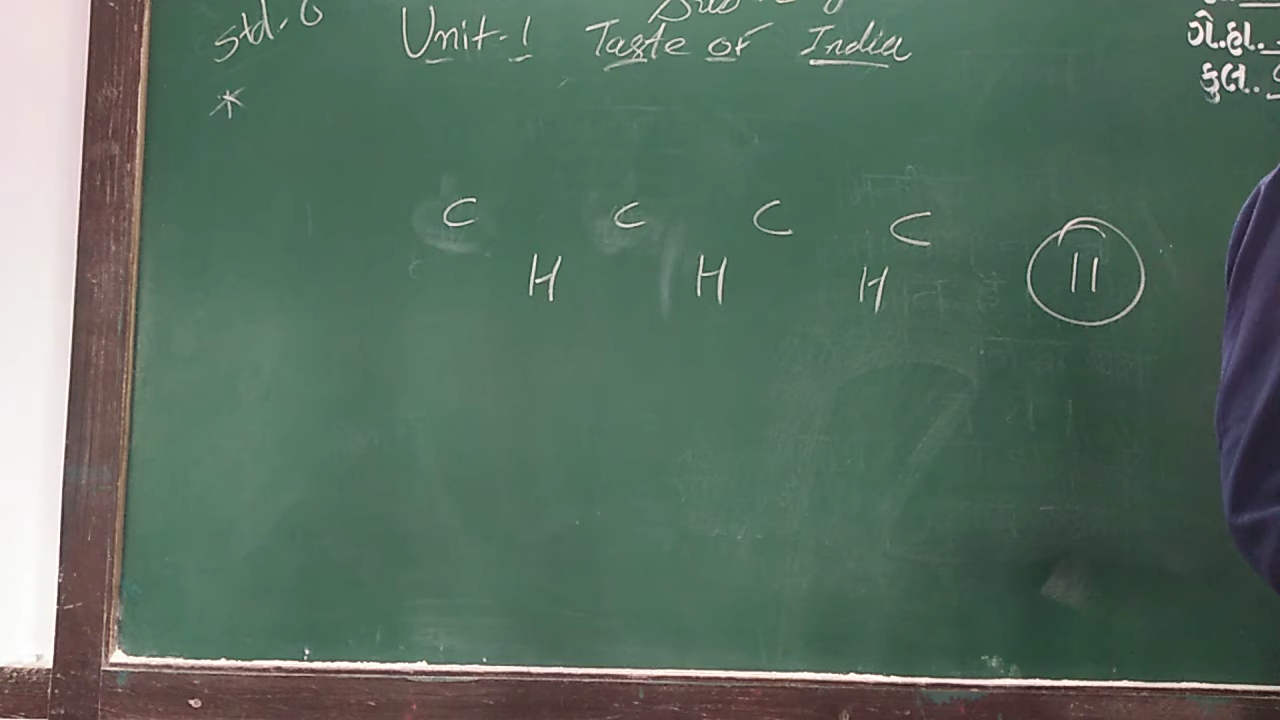 Std. 6
Unit-1 Taste of India
*
ગે.હા.
કુલ.
C C C C
H H H 11